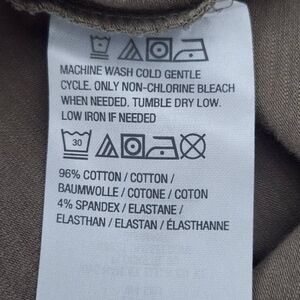 MACHINE WASH COLD GENTLE
CYCLE. ONLY NON-CHLORINE BLEACH
WHEN NEEDED. TUMBLE DRY LOW.
LOW IRON IF NEEDED
30
96% COTTON / COTTON /
BAUMWOLLE / COTONE / COTON
4% SPANDEX / ELASTANE /
ELASTHAN / ELASTAN / ÉLASTHANNE